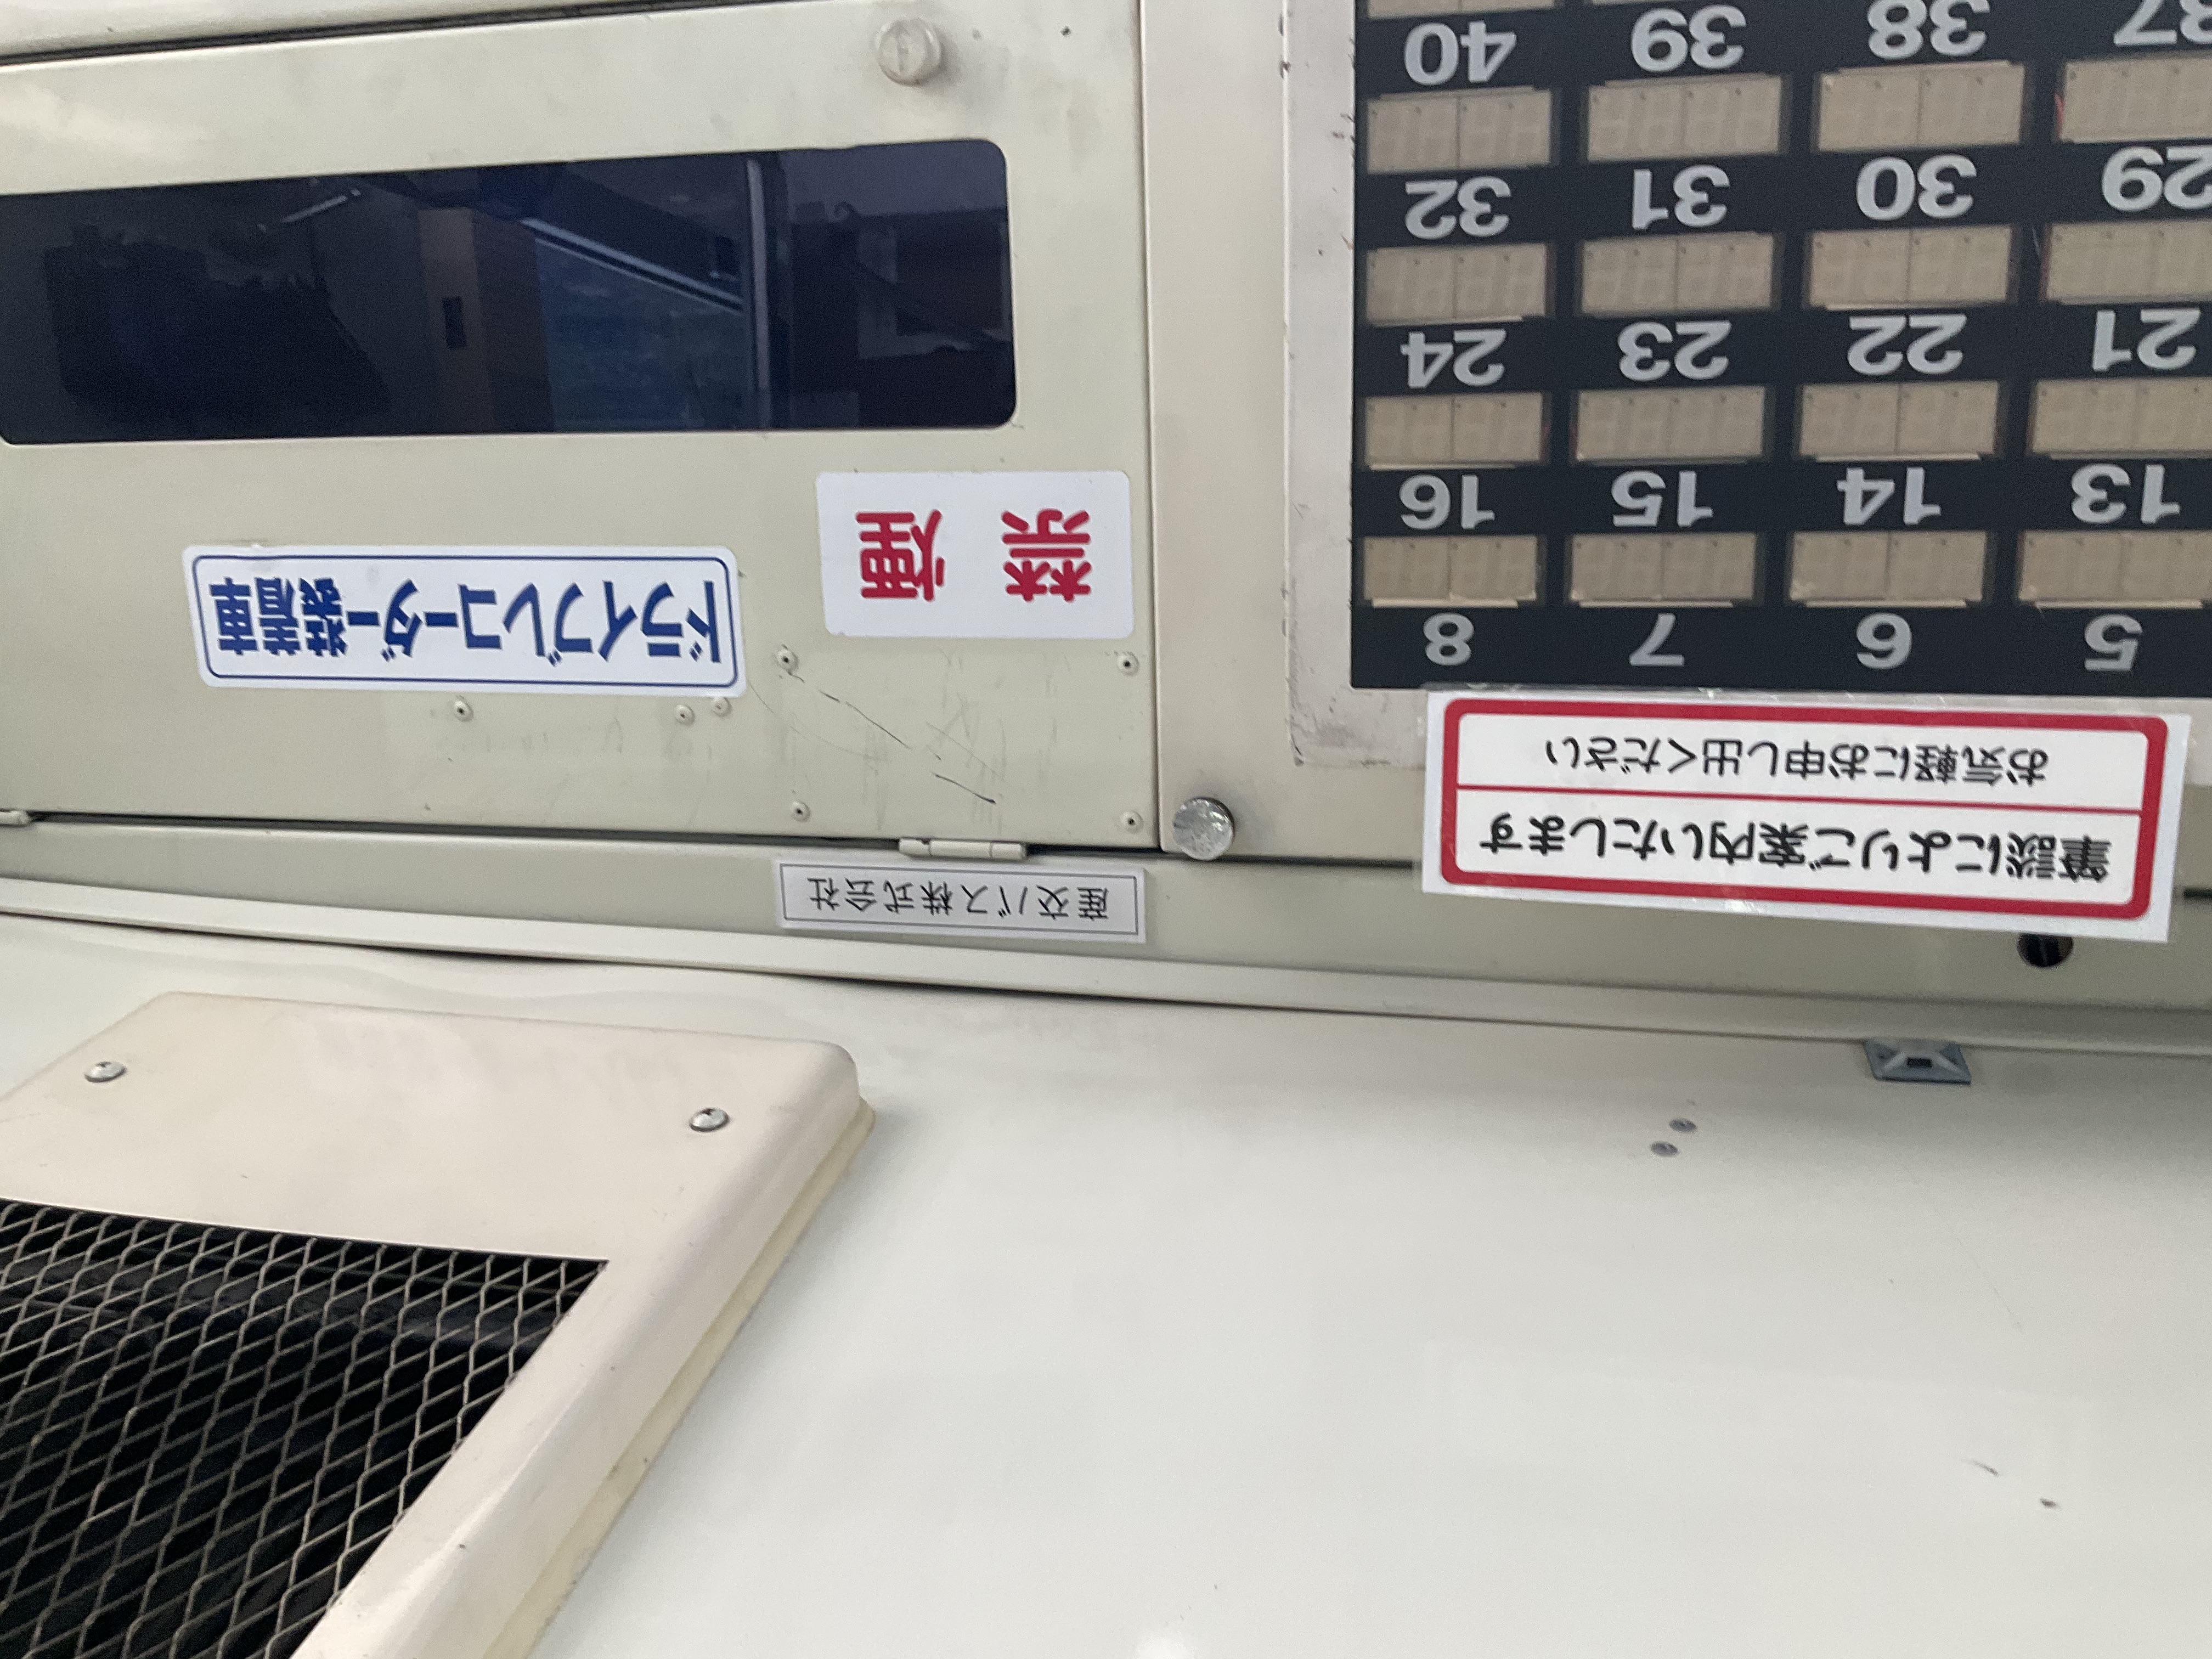 産交バス株式会社
筆談によりご案内いたします
お気軽にお申し出ください
ドライブレコーダー装着車
禁煙
5 6 7 8
13 14 15 16
21 22 23 24
29 30 31 32
37 38 39 40